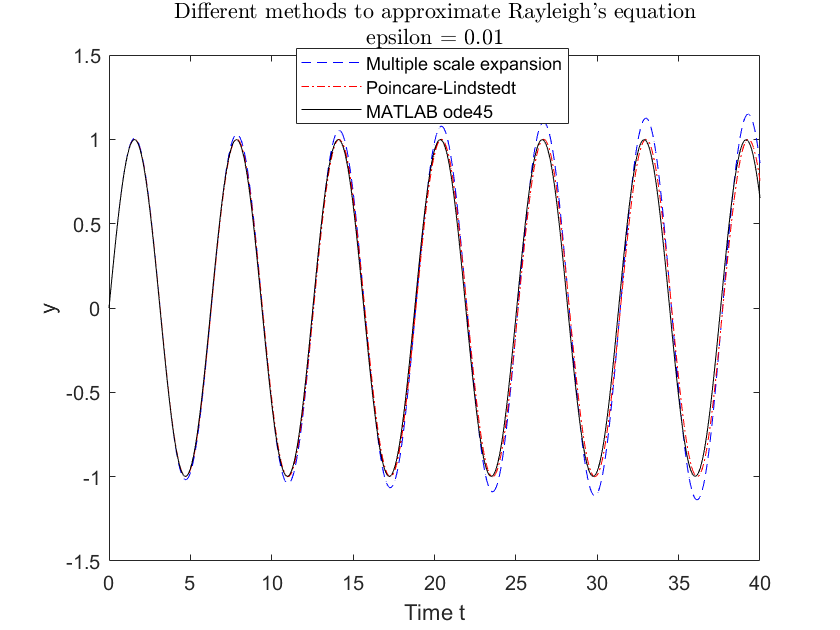 Different methods to approximate Rayleigh's equation
epsilon = 0.01
Multiple scale expansion
Poincare-Lindstedt
MATLAB ode45
1.5
1
0.5
0
-0.5
-1
-1.5
y
0 5 10 15 20 25 30 35 40
Time t